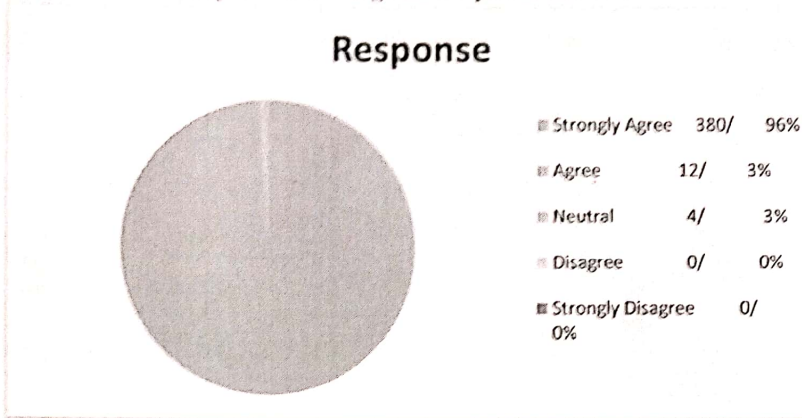 Response
Strongly Agree 380/ 96%
Agree 12/ 3%
Neutral 4/ 3%
Disagree 0/ 0%
Strongly Disagree 0/
0%